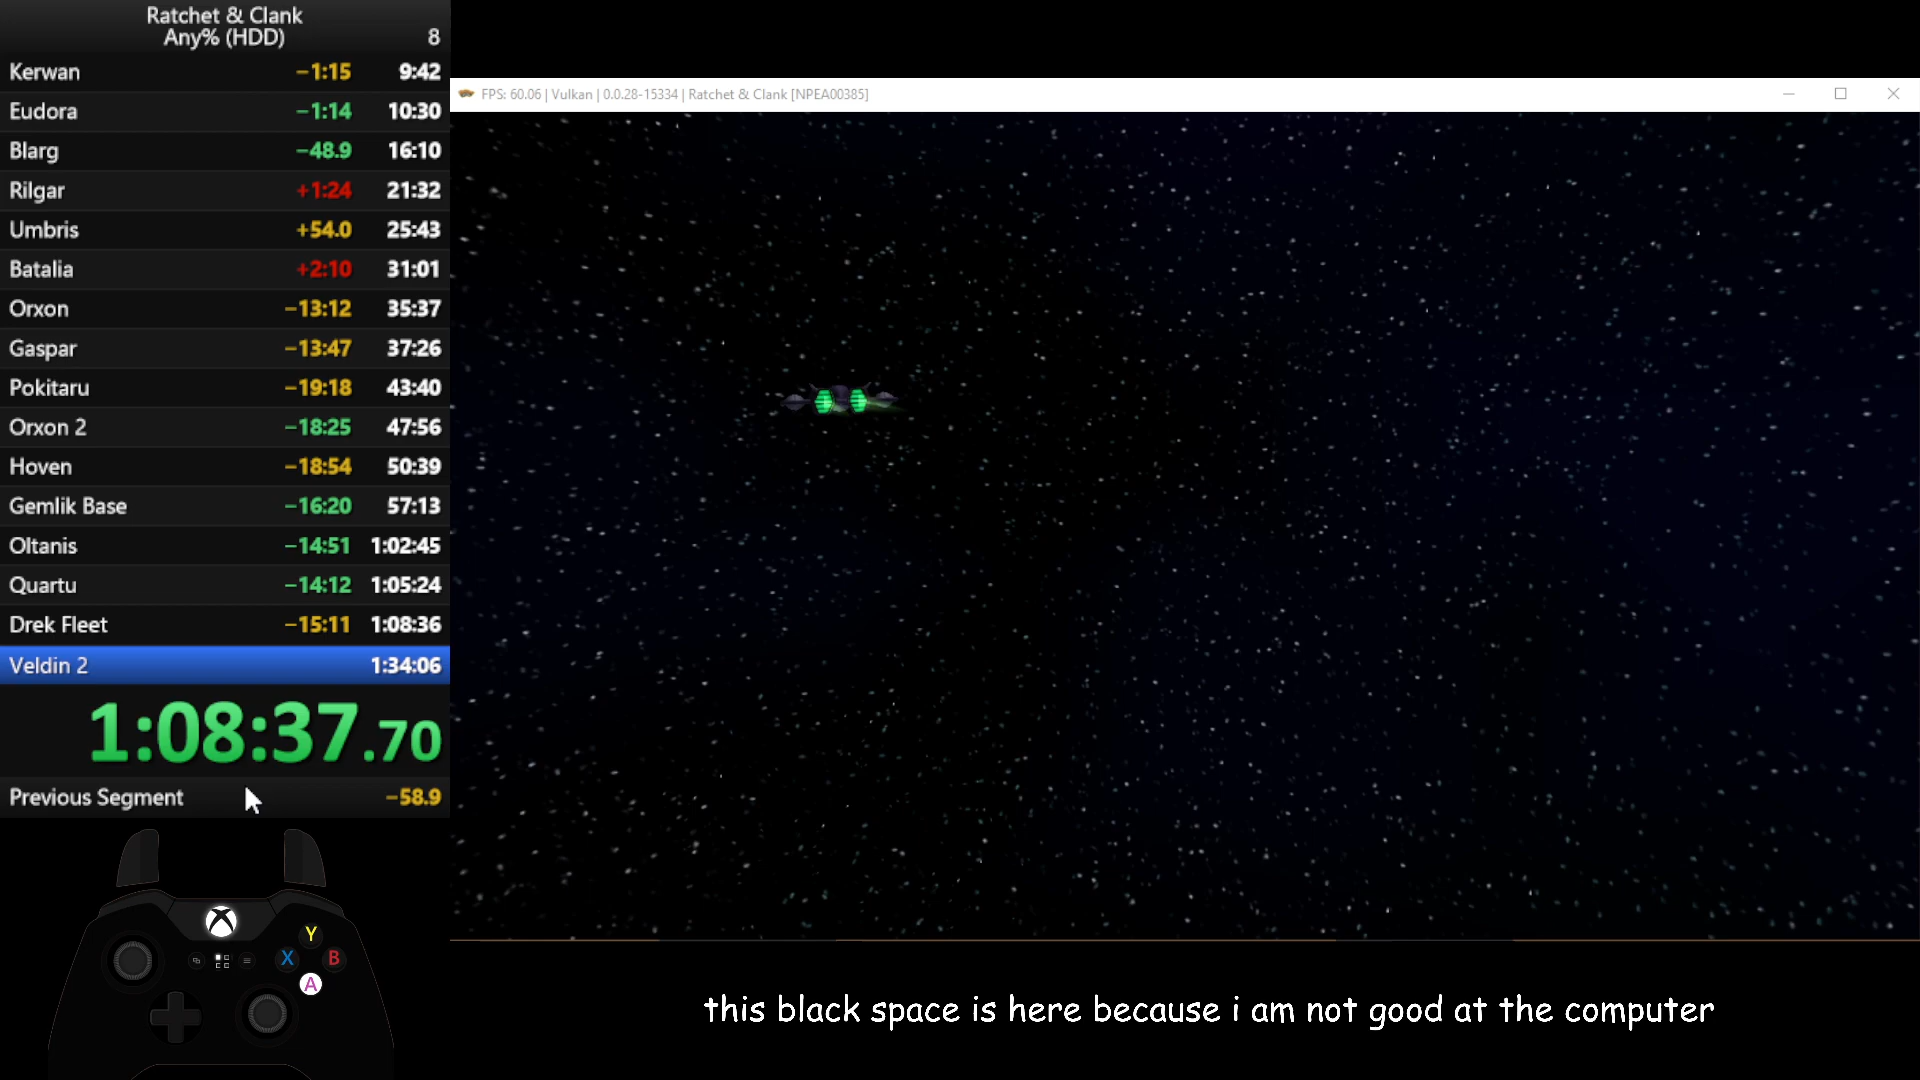 Ratchet & Clank
Any% (HDD) 8
Kerwan −1:15 9:42
Eudora −1:14 10:30
Blarg −48.9 16:10
Rilgar +1:24 21:32
Umbris +54.0 25:43
Batalia +2:10 31:01
Orxon −13:12 35:37
Gaspar −13:47 37:26
Pokitaru −19:18 43:40
Orxon 2 −18:25 47:56
Hoven −18:54 50:39
Gemlik Base −16:20 57:13
Oltanis −14:51 1:02:45
Quartu −14:12 1:05:24
Drek Fleet −15:11 1:08:36
Veldin 2 1:34:06
1:08:37.70
Previous Segment −58.9
Y
X B
A
FPS: 60.06 | Vulkan | 0.0.28-15334 | Ratchet & Clank [NPEA00385]
this black space is here because i am not good at the computer